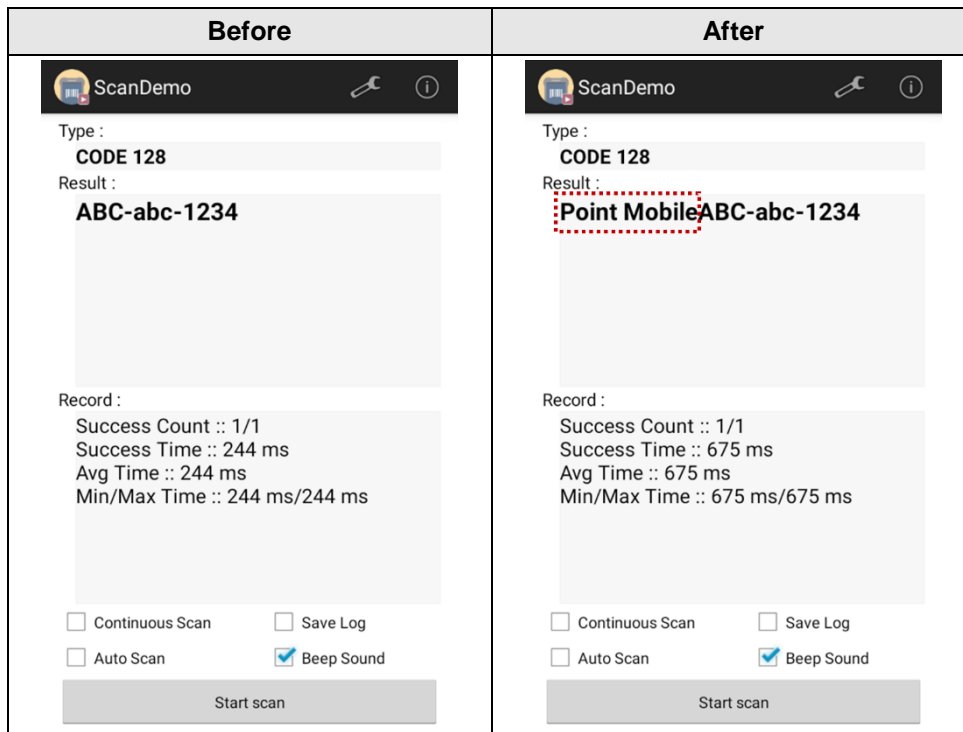 Before
After
ScanDemo
Type :
CODE 128
Result :
ABC-abc-1234
Record :
Success Count :: 1/1
Success Time :: 244 ms
Avg Time :: 244 ms
Min/Max Time :: 244 ms/244 ms
Continuous Scan
Save Log
Auto Scan
Beep Sound
Start scan
ScanDemo
Type :
CODE 128
Result :
Point MobileABC-abc-1234
Record :
Success Count :: 1/1
Success Time :: 675 ms
Avg Time :: 675 ms
Min/Max Time :: 675 ms/675 ms
Continuous Scan
Save Log
Auto Scan
Beep Sound
Start scan